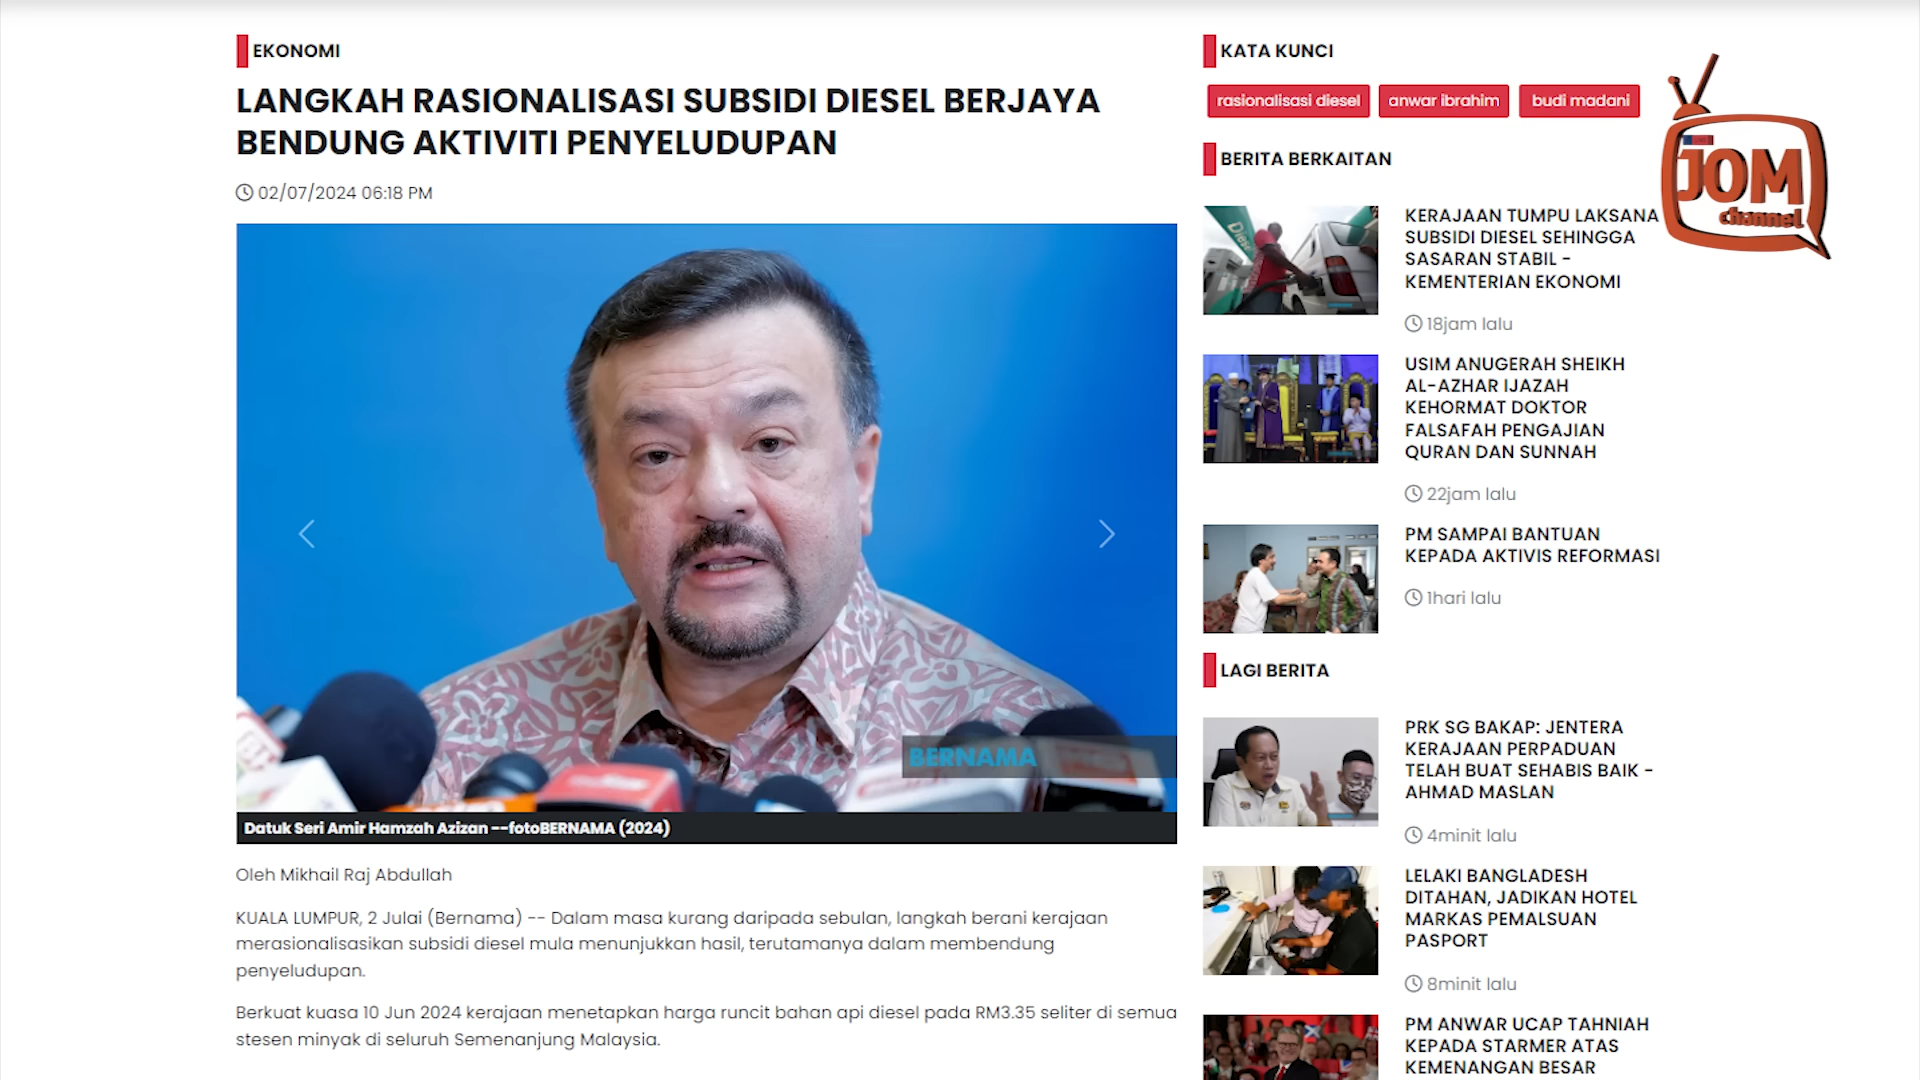 EKONOMI
LANGKAH RASIONALISASI SUBSIDI DIESEL BERJAYA
BENDUNG AKTIVITI PENYELUDUPAN
02/07/2024 06:18 PM
BERNAMA
Datuk Seri Amir Hamzah Azizan --fotoBERNAMA (2024)
Oleh Mikhail Raj Abdullah
KUALA LUMPUR, 2 Julai (Bernama) -- Dalam masa kurang daripada sebulan, langkah berani kerajaan
merasionalisasikan subsidi diesel mula menunjukkan hasil, terutamanya dalam membendung
penyeludupan.
Berkuat kuasa 10 Jun 2024 kerajaan menetapkan harga runcit bahan api diesel pada RM3.35 seliter di semua
stesen minyak di seluruh Semenanjung Malaysia.
KATA KUNCI
rasionalisasi diesel
anwar ibrahim
budi madani
JOM
channel
BERITA BERKAITAN
Diesel
KERAJAAN TUMPU LAKSANA
SUBSIDI DIESEL SEHINGGA
SASARAN STABIL -
KEMENTERIAN EKONOMI
18jam lalu
USIM ANUGERAH SHEIKH
AL-AZHAR IJAZAH
KEHORMAT DOKTOR
FALSAFAH PENGAJIAN
QURAN DAN SUNNAH
22jam lalu
PM SAMPAI BANTUAN
KEPADA AKTIVIS REFORMASI
1hari lalu
LAGI BERITA
PRK SG BAKAP: JENTERA
KERAJAAN PERPADUAN
TELAH BUAT SEHABIS BAIK -
AHMAD MASLAN
4minit lalu
LELAKI BANGLADESH
DITAHAN, JADIKAN HOTEL
MARKAS PEMALSUAN
PASPORT
8minit lalu
PM ANWAR UCAP TAHNIAH
KEPADA STARMER ATAS
KEMENANGAN BESAR